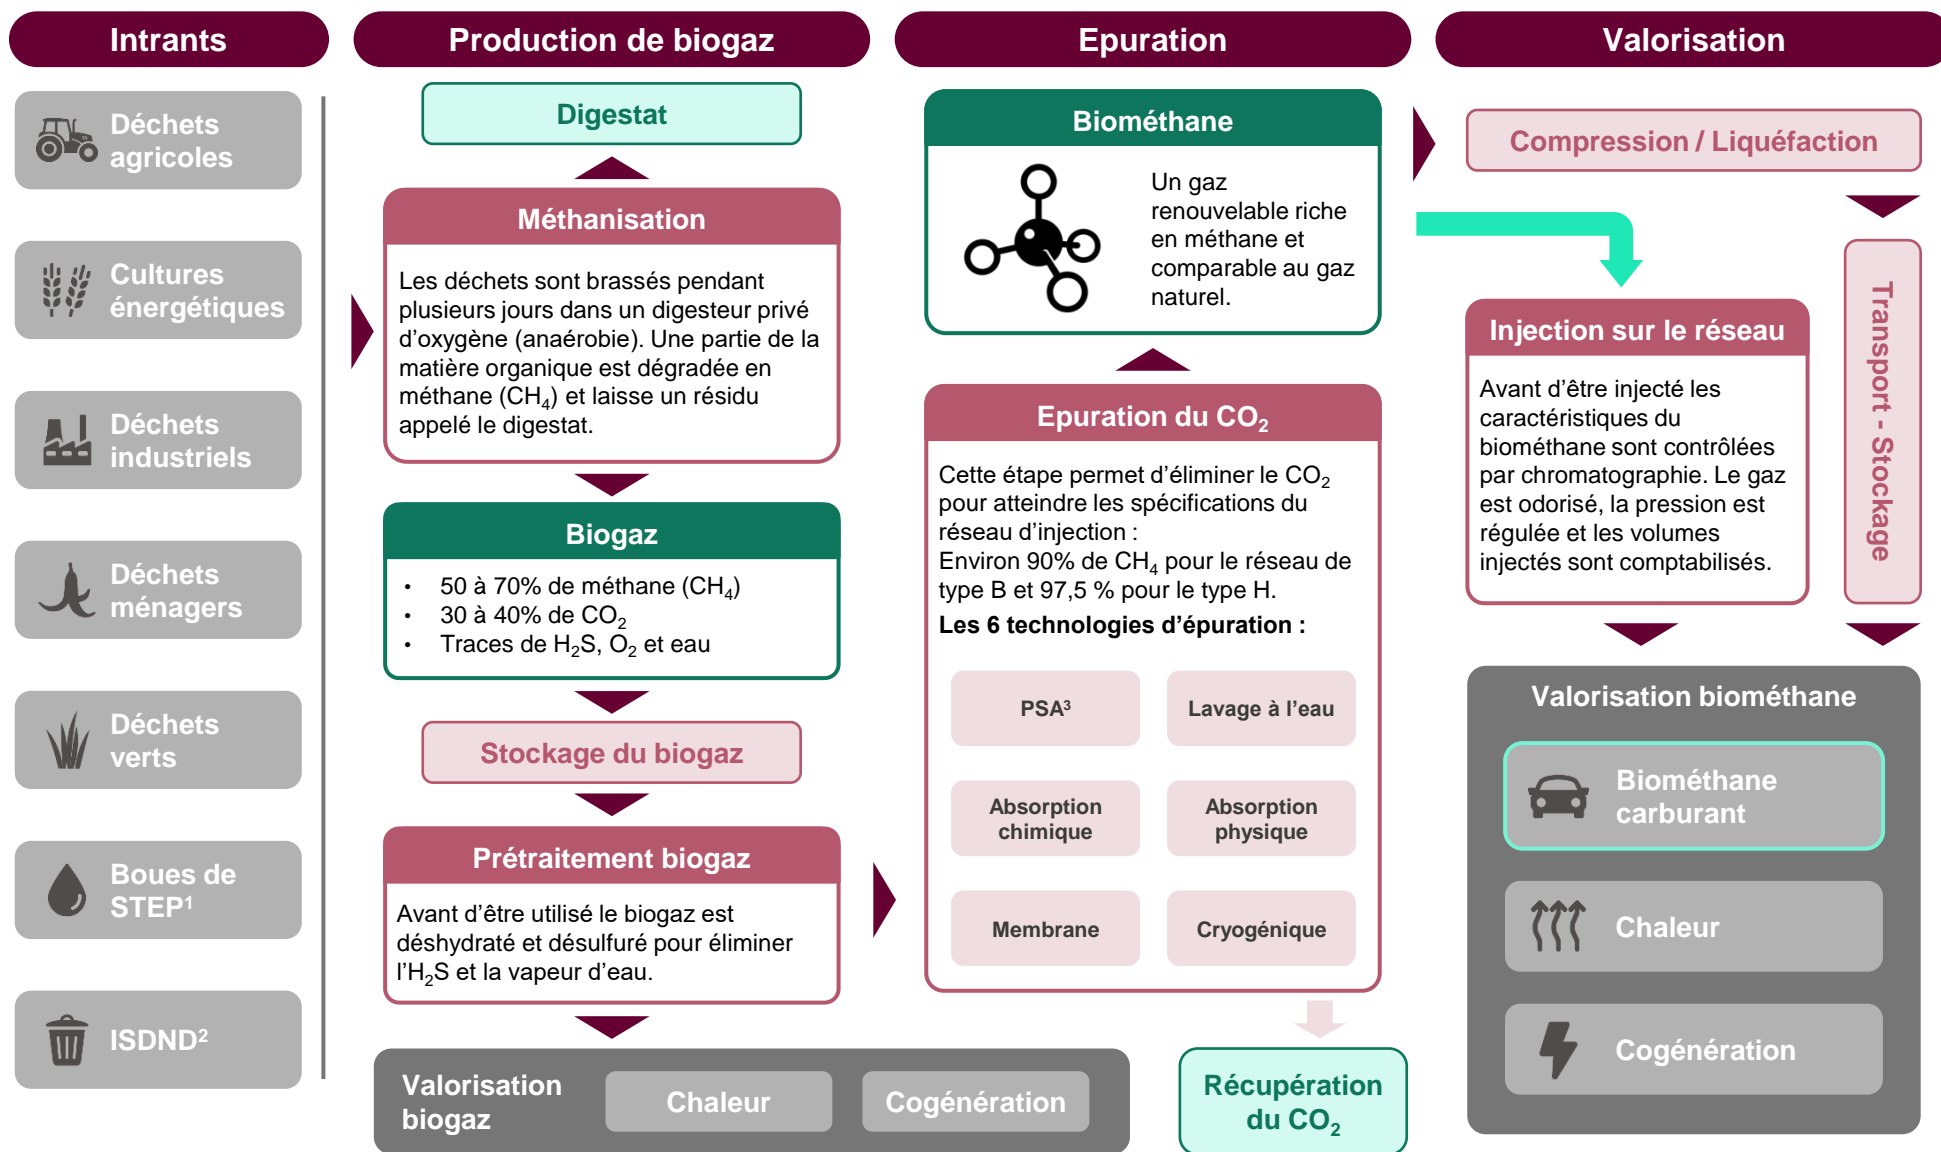 Intrants
Déchets
agricoles
Cultures
énergétiques
Déchets
industriels
Déchets
ménagers
Déchets
verts
Boues de
STEP¹
ISDND²
Production de biogaz
Digestat
Méthanisation
Les déchets sont brassés pendant
plusieurs jours dans un digesteur privé
d’oxygène (anaérobie). Une partie de la
matière organique est dégradée en
méthane (CH₄) et laisse un résidu
appelé le digestat.
Biogaz
• 50 à 70% de méthane (CH₄)
• 30 à 40% de CO₂
• Traces de H₂S, O₂ et eau
Stockage du biogaz
Prétraitement biogaz
Avant d’être utilisé le biogaz est
déshydraté et désulfuré pour éliminer
l’H₂S et la vapeur d’eau.
Valorisation
biogaz
Chaleur
Cogénération
Epuration
Biométhane
Un gaz
renouvelable riche
en méthane et
comparable au gaz
naturel.
Epuration du CO₂
Cette étape permet d’éliminer le CO₂
pour atteindre les spécifications du
réseau d’injection :
Environ 90% de CH₄ pour le réseau de
type B et 97,5 % pour le type H.
Les 6 technologies d’épuration :
PSA³
Lavage à l’eau
Absorption
chimique
Absorption
physique
Membrane
Cryogénique
Récupération
du CO₂
Valorisation
Compression / Liquéfaction
Injection sur le réseau
Avant d’être injecté les
caractéristiques du
biométhane sont contrôlées
par chromatographie. Le gaz
est odorisé, la pression est
régulée et les volumes
injectés sont comptabilisés.
Transport - Stockage
Valorisation biométhane
Biométhane
carburant
Chaleur
Cogénération